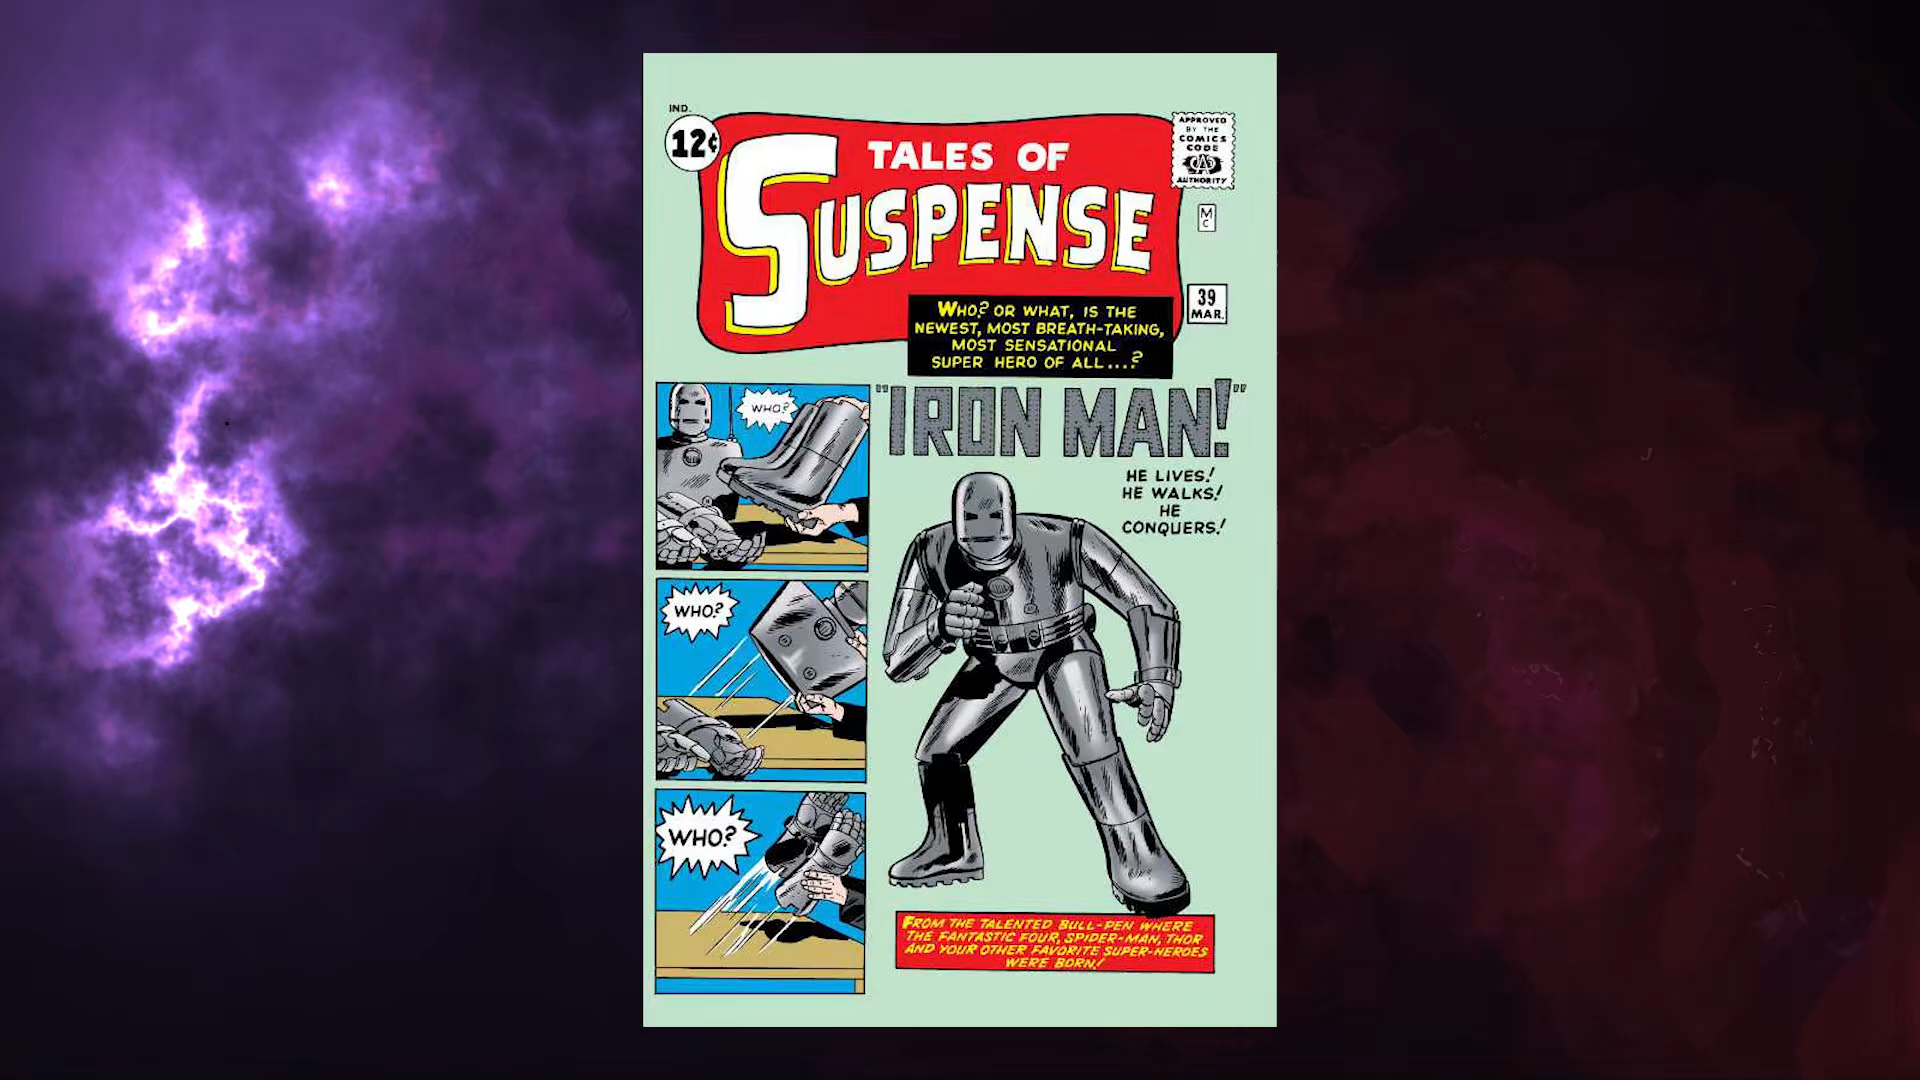 IND.
12¢
TALES OF
SUSPENSE
APPROVED
BY THE
COMICS
CODE
CA
AUTHORITY
M
C
39
MAR.
WHO? OR WHAT, IS THE
NEWEST, MOST BREATH-TAKING,
MOST SENSATIONAL
SUPER HERO OF ALL...?
"IRON MAN!"
HE LIVES!
HE WALKS!
HE
CONQUERS!
WHO?
WHO?
WHO?
FROM THE TALENTED BULL-PEN WHERE
THE FANTASTIC FOUR, SPIDER-MAN, THOR
AND YOUR OTHER FAVORITE SUPER-HEROES
WERE BORN!